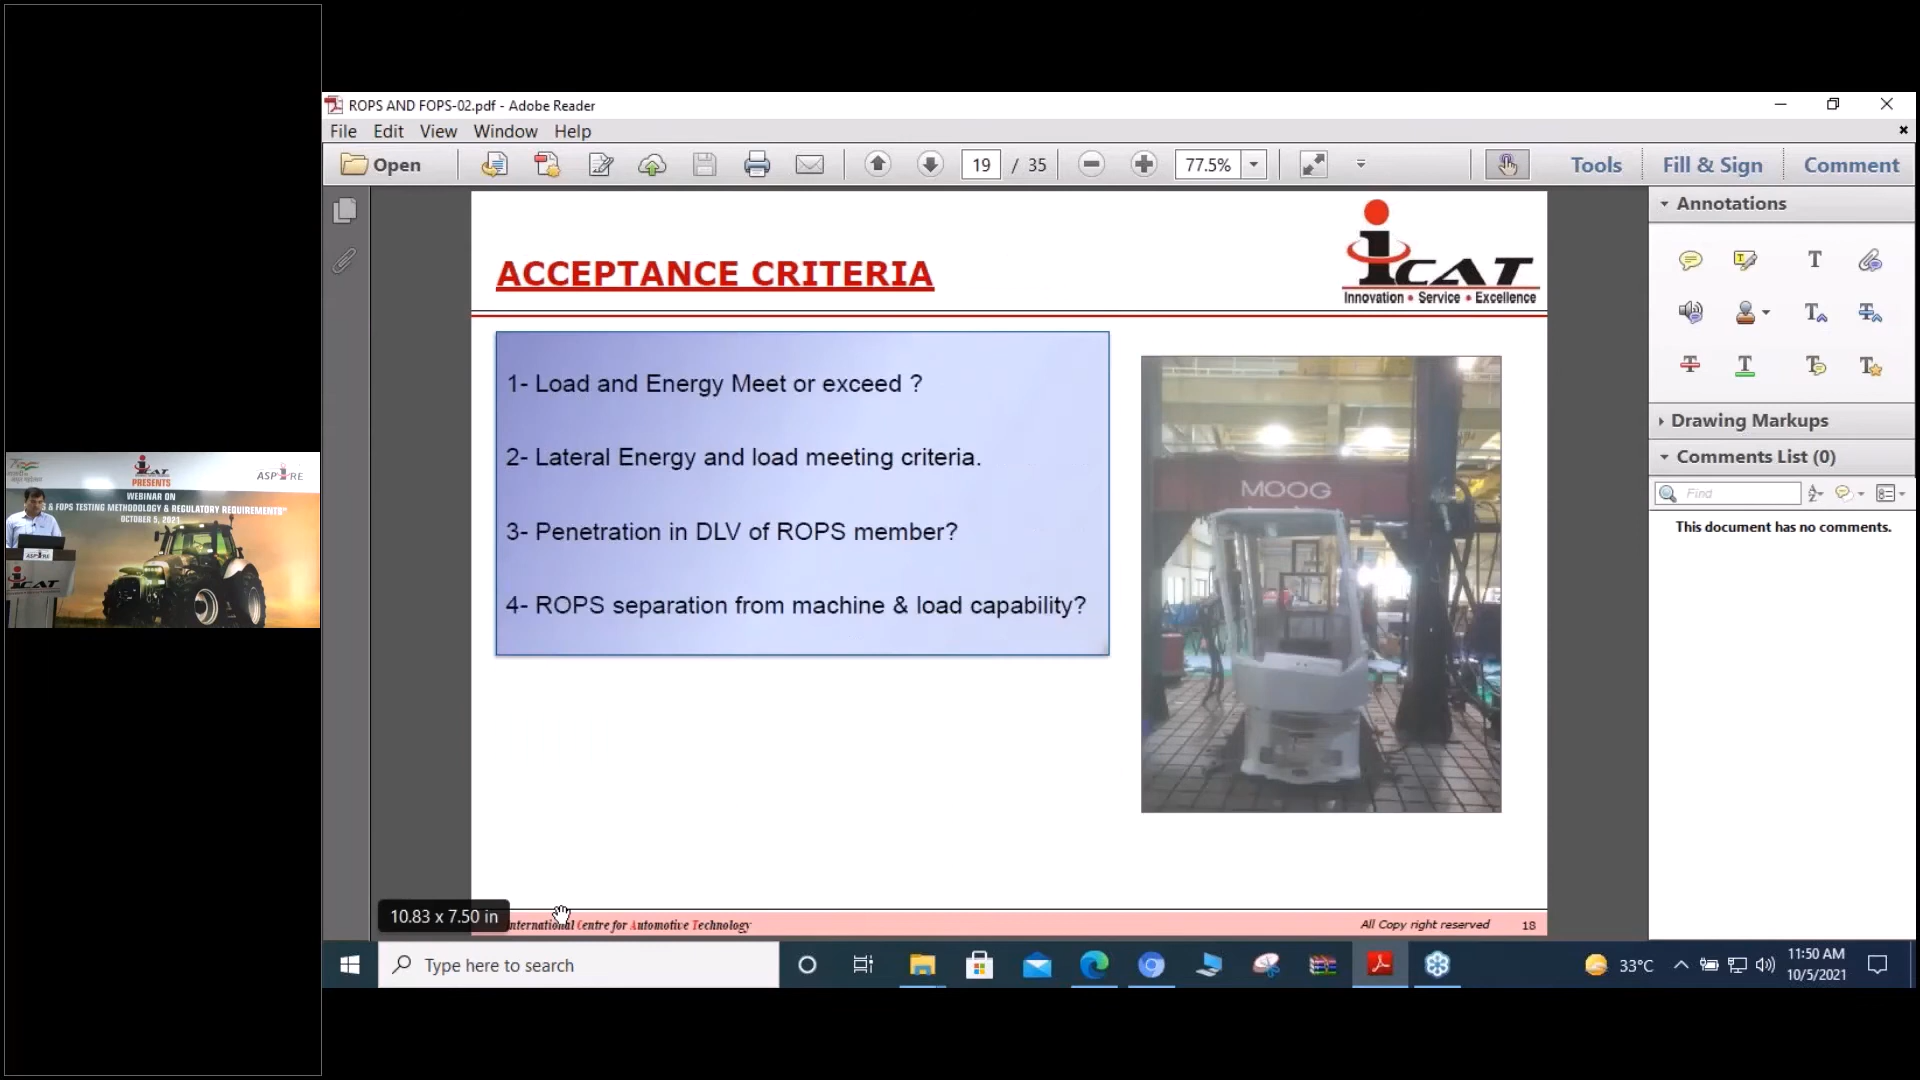 ROPS AND FOPS-02.pdf - Adobe Reader
File Edit View Window Help
Open
19 / 35
77.5%
Tools
Fill & Sign
Comment
Annotations
Drawing Markups
Comments List (0)
Find
This document has no comments.
ACCEPTANCE CRITERIA
iCAT
Innovation • Service • Excellence
1- Load and Energy Meet or exceed ?
2- Lateral Energy and load meeting criteria.
3- Penetration in DLV of ROPS member?
4- ROPS separation from machine & load capability?
MOOG
10.83 x 7.50 in
International Centre for Automotive Technology
All Copy right reserved
18
iCAT
PRESENTS
ASPIRE
WEBINAR ON
& FOPS TESTING METHODOLOGY & REGULATORY REQUIREMENTS"
OCTOBER 5, 2021
ASPIRE
iCAT
Type here to search
33°C
11:50 AM
10/5/2021